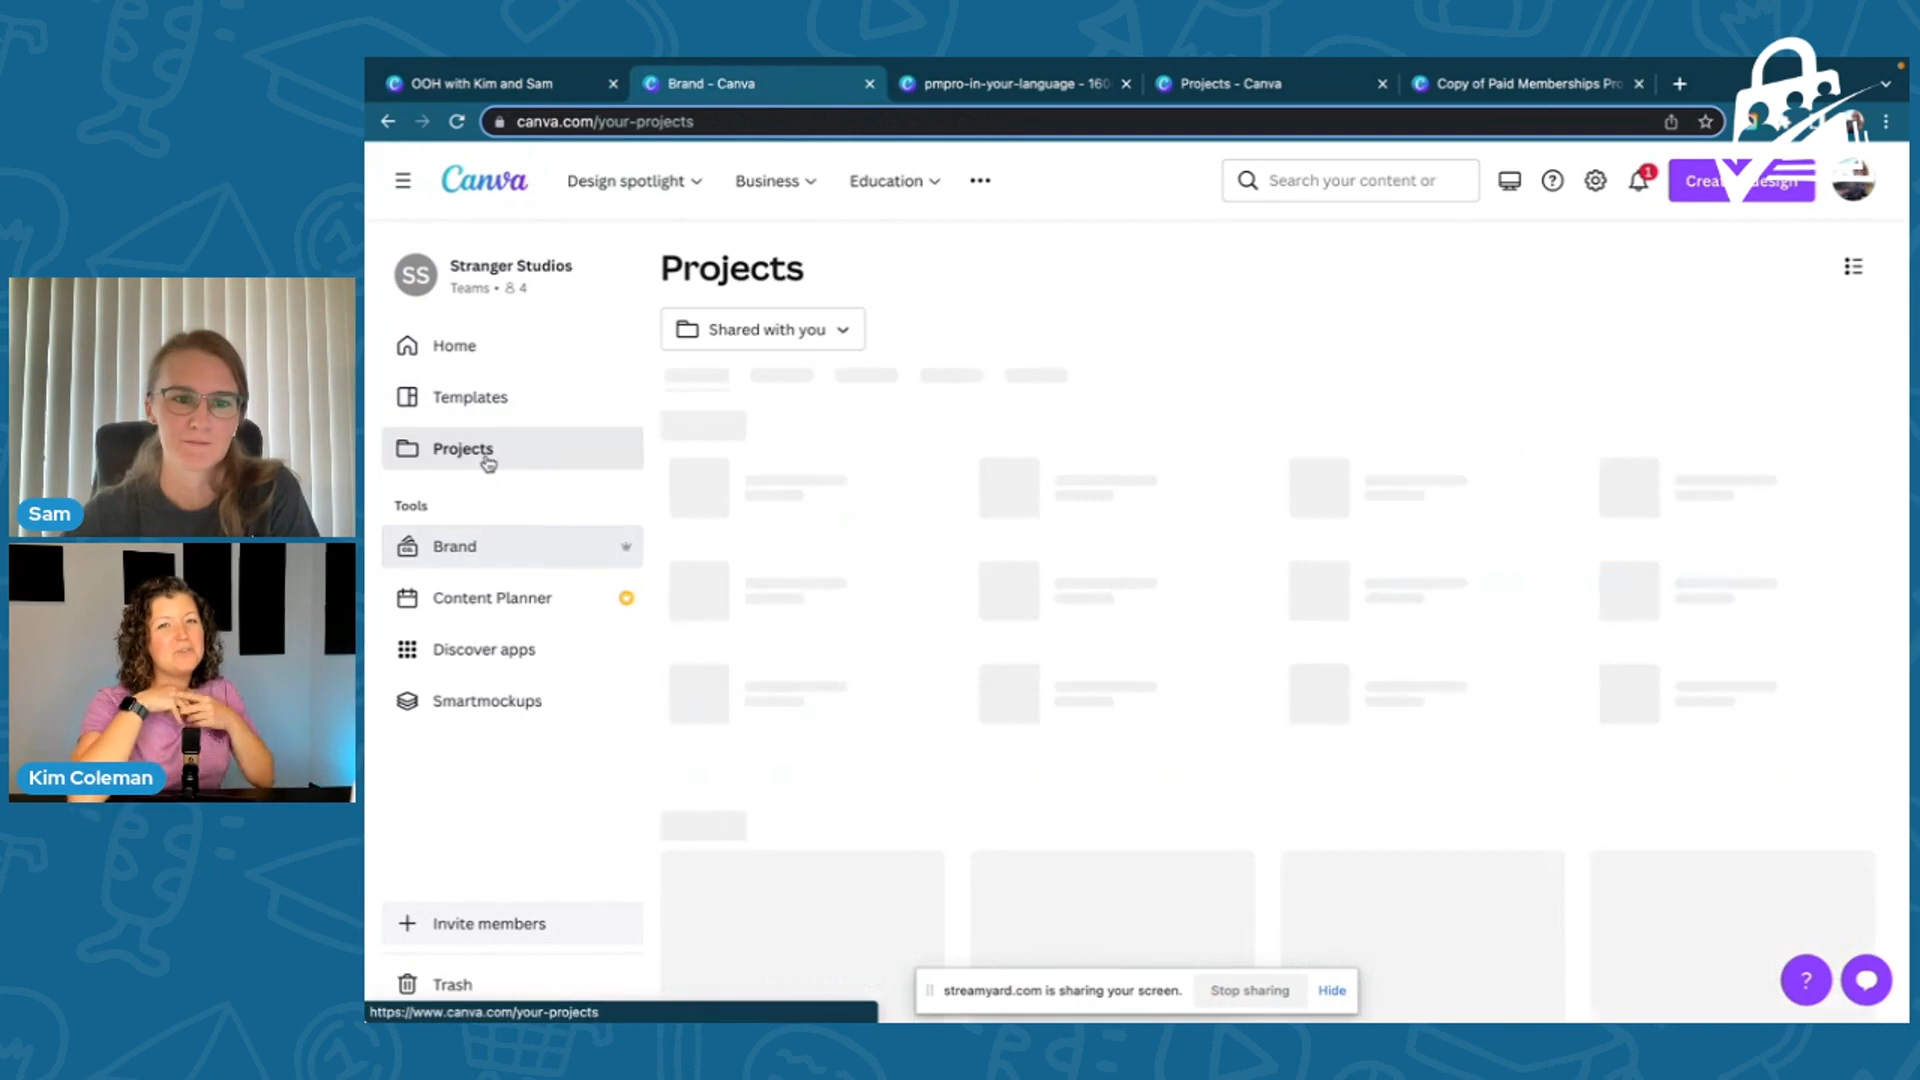 OOH with Kim and Sam
Brand - Canva
pmpro-in-your-language - 160
Projects - Canva
Copy of Paid Memberships Pro
canva.com/your-projects
Canva
Design spotlight
Business
Education
Search your content or
1
SS
Stranger Studios
Teams • 4
Home
Templates
Projects
Tools
Brand
Content Planner
Discover apps
Smartmockups
Invite members
Trash
https://www.canva.com/your-projects
Projects
Shared with you
streamyard.com is sharing your screen.
Stop sharing
Hide
?
Sam
Kim Coleman